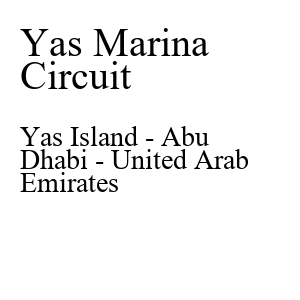 Yas Marina
Circuit
Yas Island - Abu
Dhabi - United Arab
Emirates